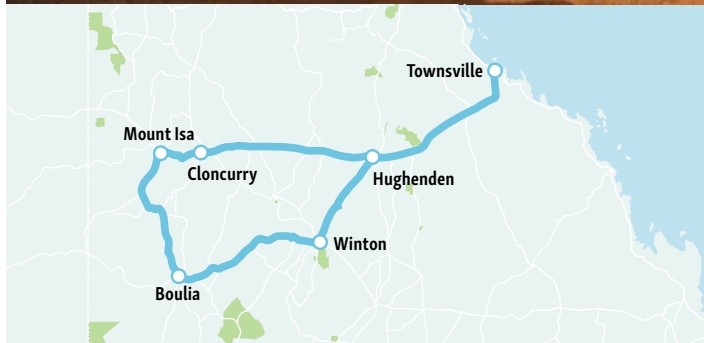 Townsville
Mount Isa
Cloncurry
Hughenden
Winton
Boulia